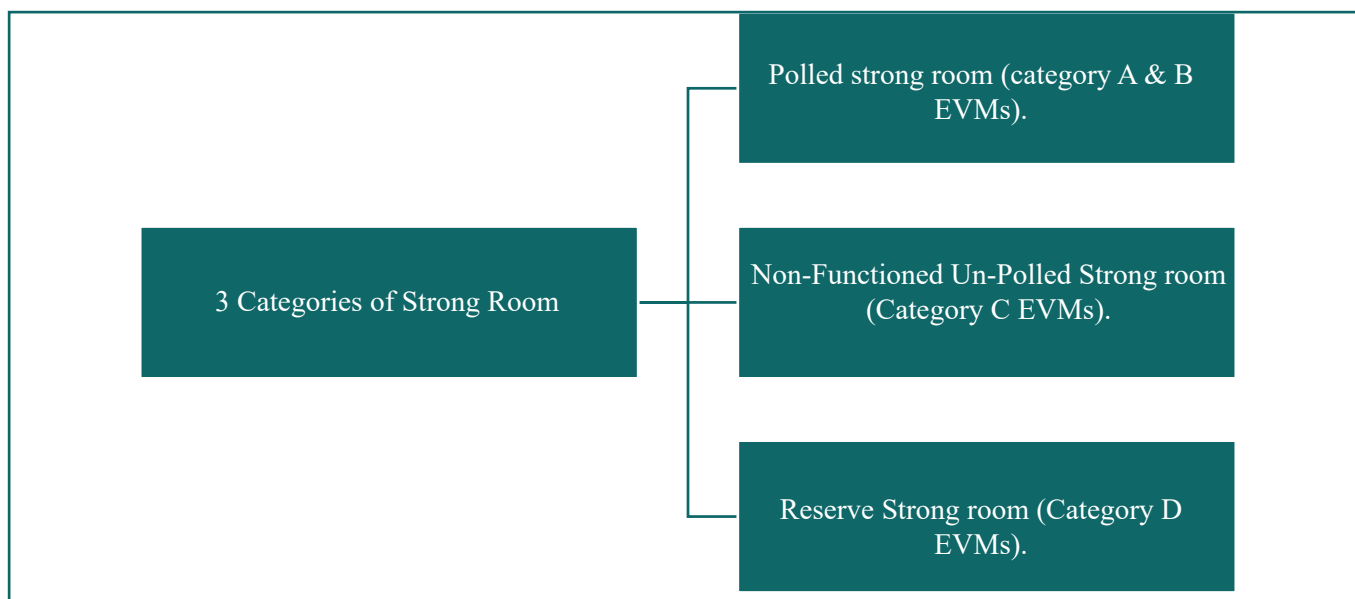 Polled strong room (category A & B
EVMs).
3 Categories of Strong Room
Non-Functioned Un-Polled Strong room
(Category C EVMs).
Reserve Strong room (Category D
EVMs).